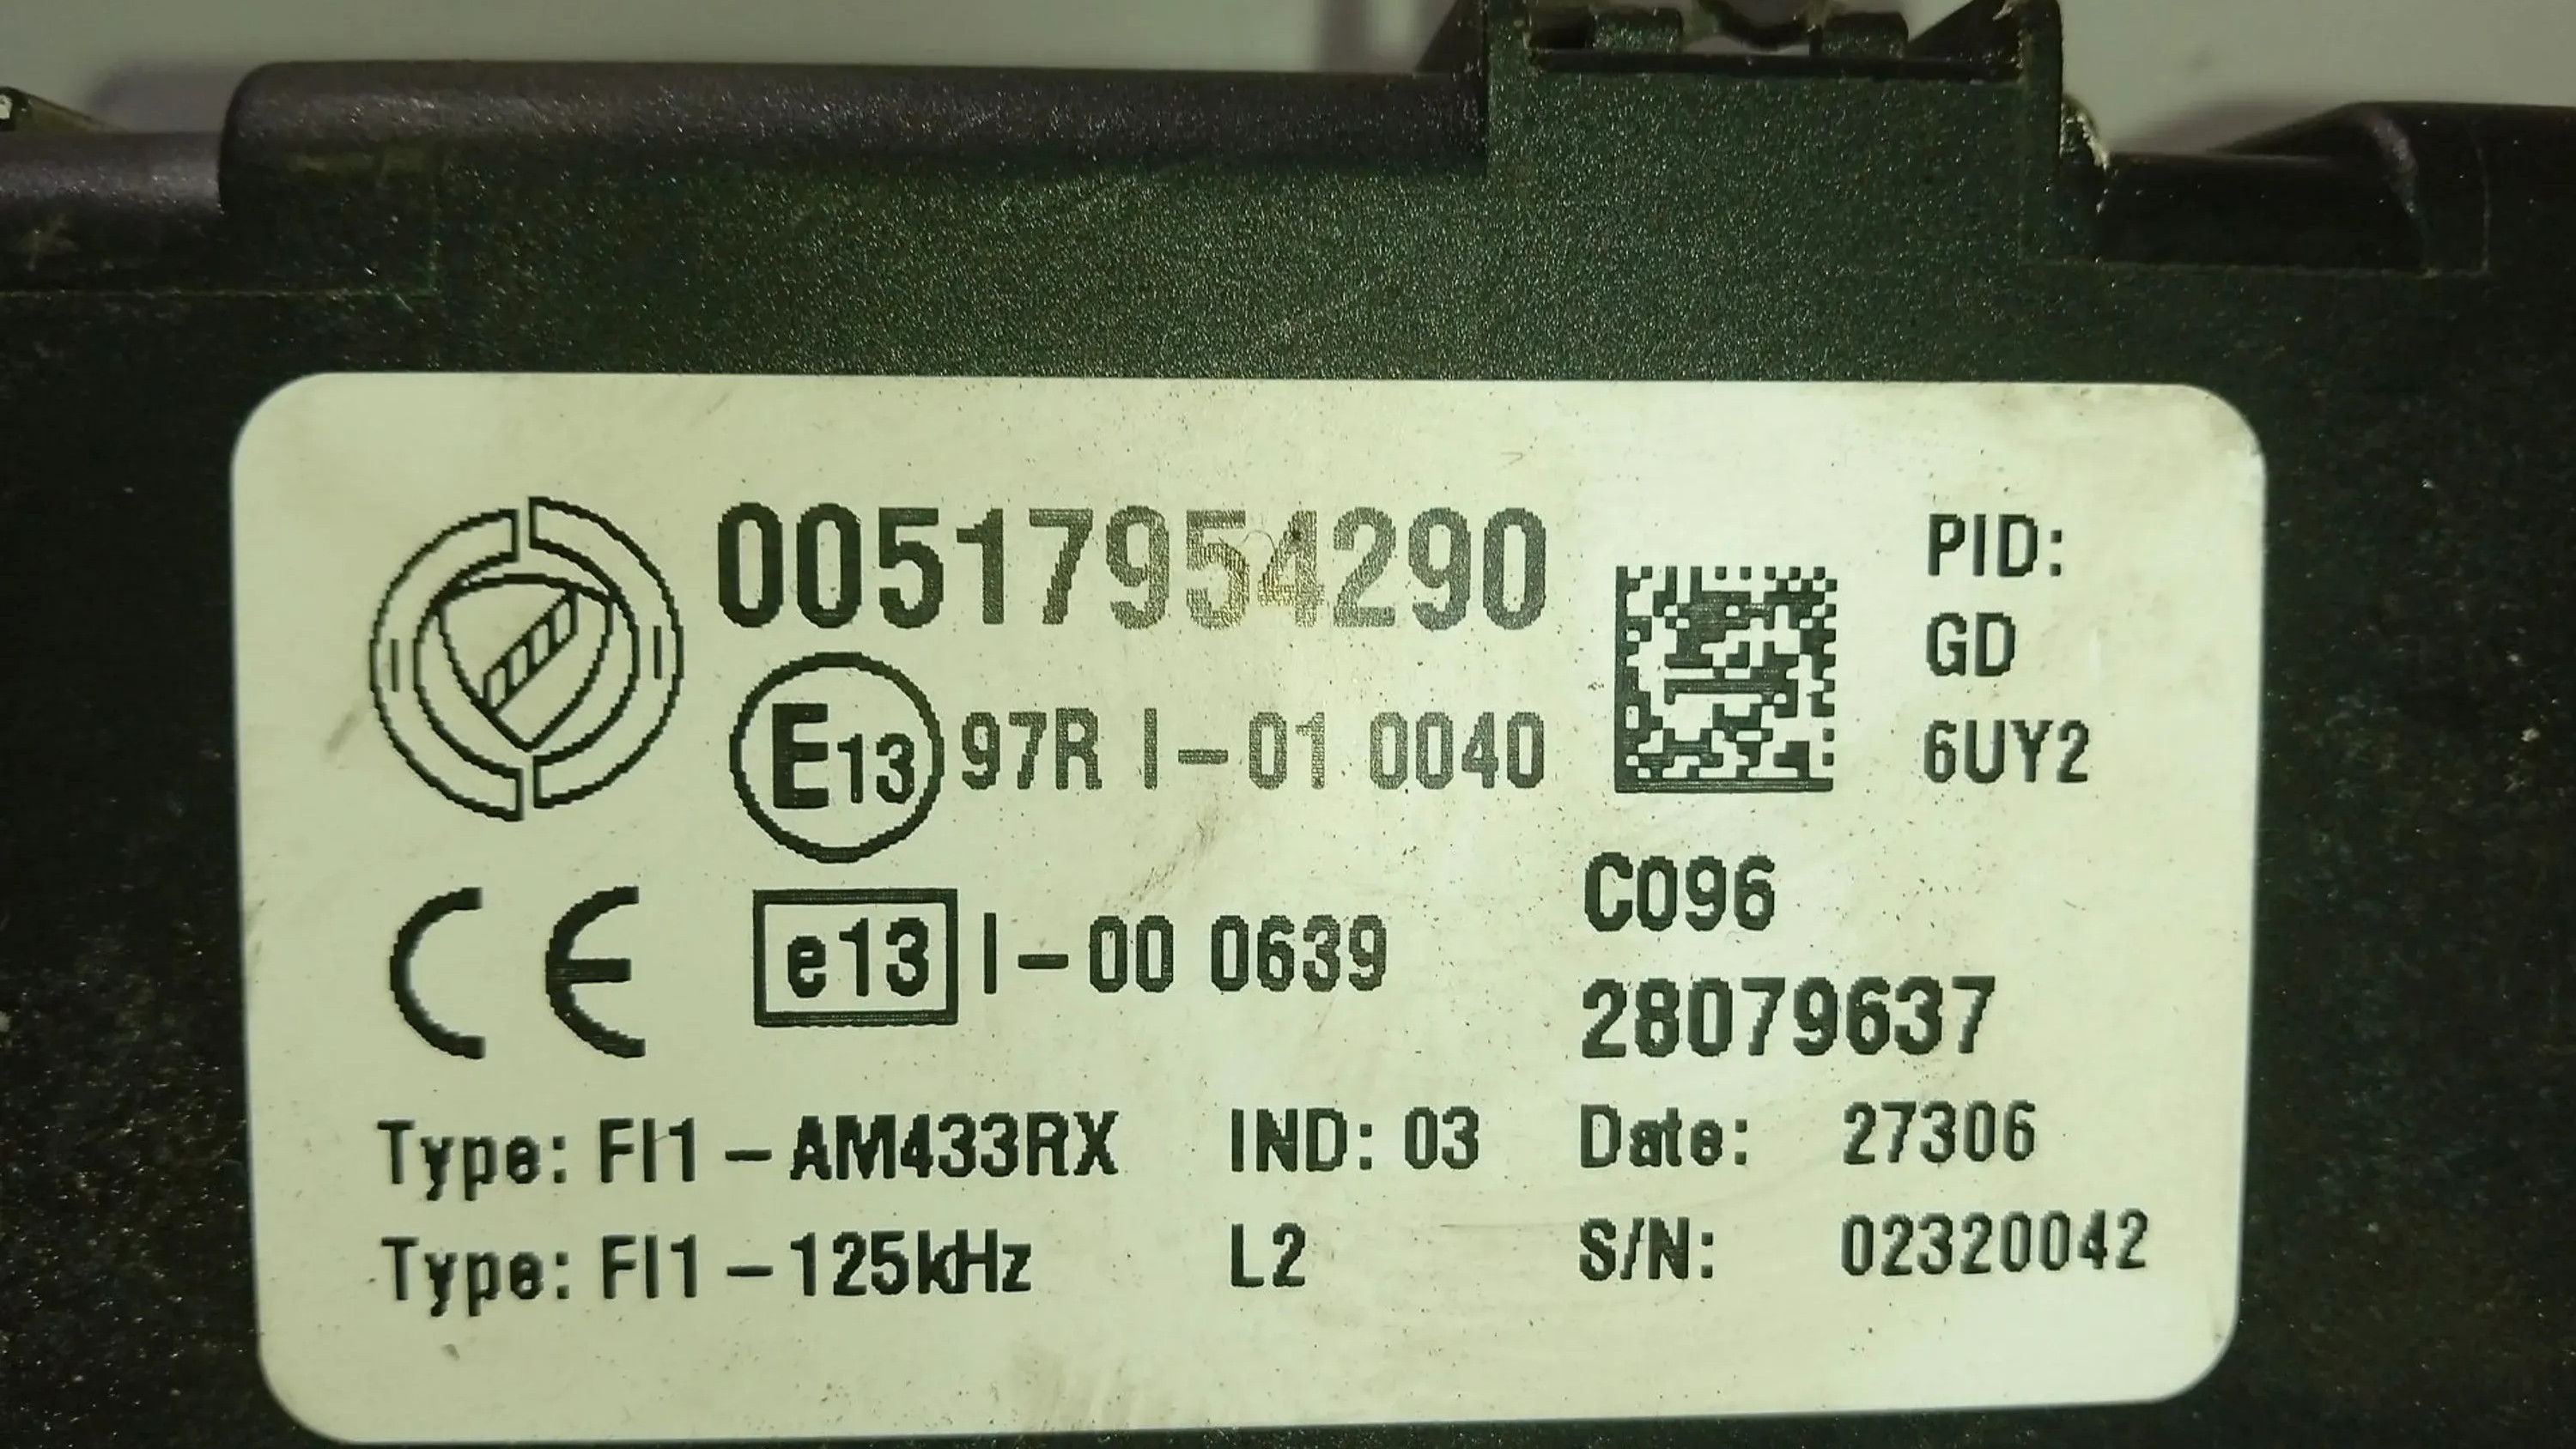 00517954290
E13 97R I-01 0040
e13 I-00 0639
PID:
GD
6UY2
C096
28079637
Type: FI1-AM433RX IND: 03 Date: 27306
Type: FI1-125kHz L2 S/N: 02320042